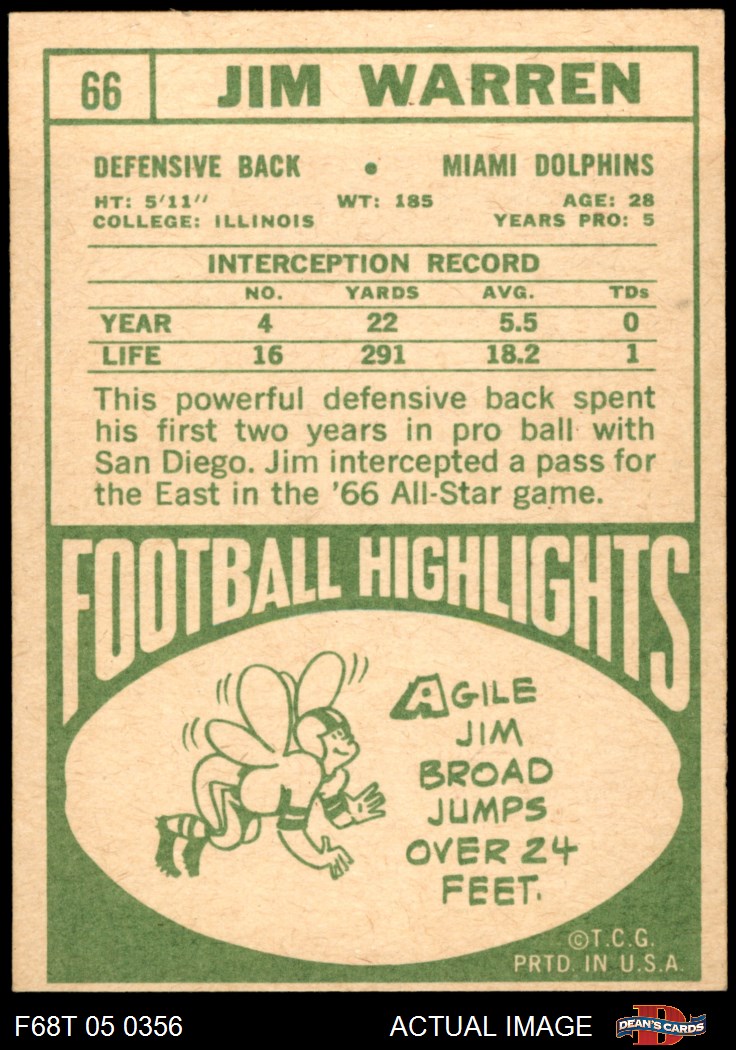 66 JIM WARREN
DEFENSIVE BACK • MIAMI DOLPHINS
HT: 5'11" WT: 185 AGE: 28
COLLEGE: ILLINOIS YEARS PRO: 5
INTERCEPTION RECORD
NO. YARDS AVG. TDs
YEAR 4 22 5.5 0
LIFE 16 291 18.2 1
This powerful defensive back spent
his first two years in pro ball with
San Diego. Jim intercepted a pass for
the East in the '66 All-Star game.
FOOTBALL HIGHLIGHTS
AGILE
JIM
BROAD
JUMPS
OVER 24
FEET.
©T.C.G.
PRTD. IN U.S.A.
F68T 05 0356 ACTUAL IMAGE D DEAN'S CARDS